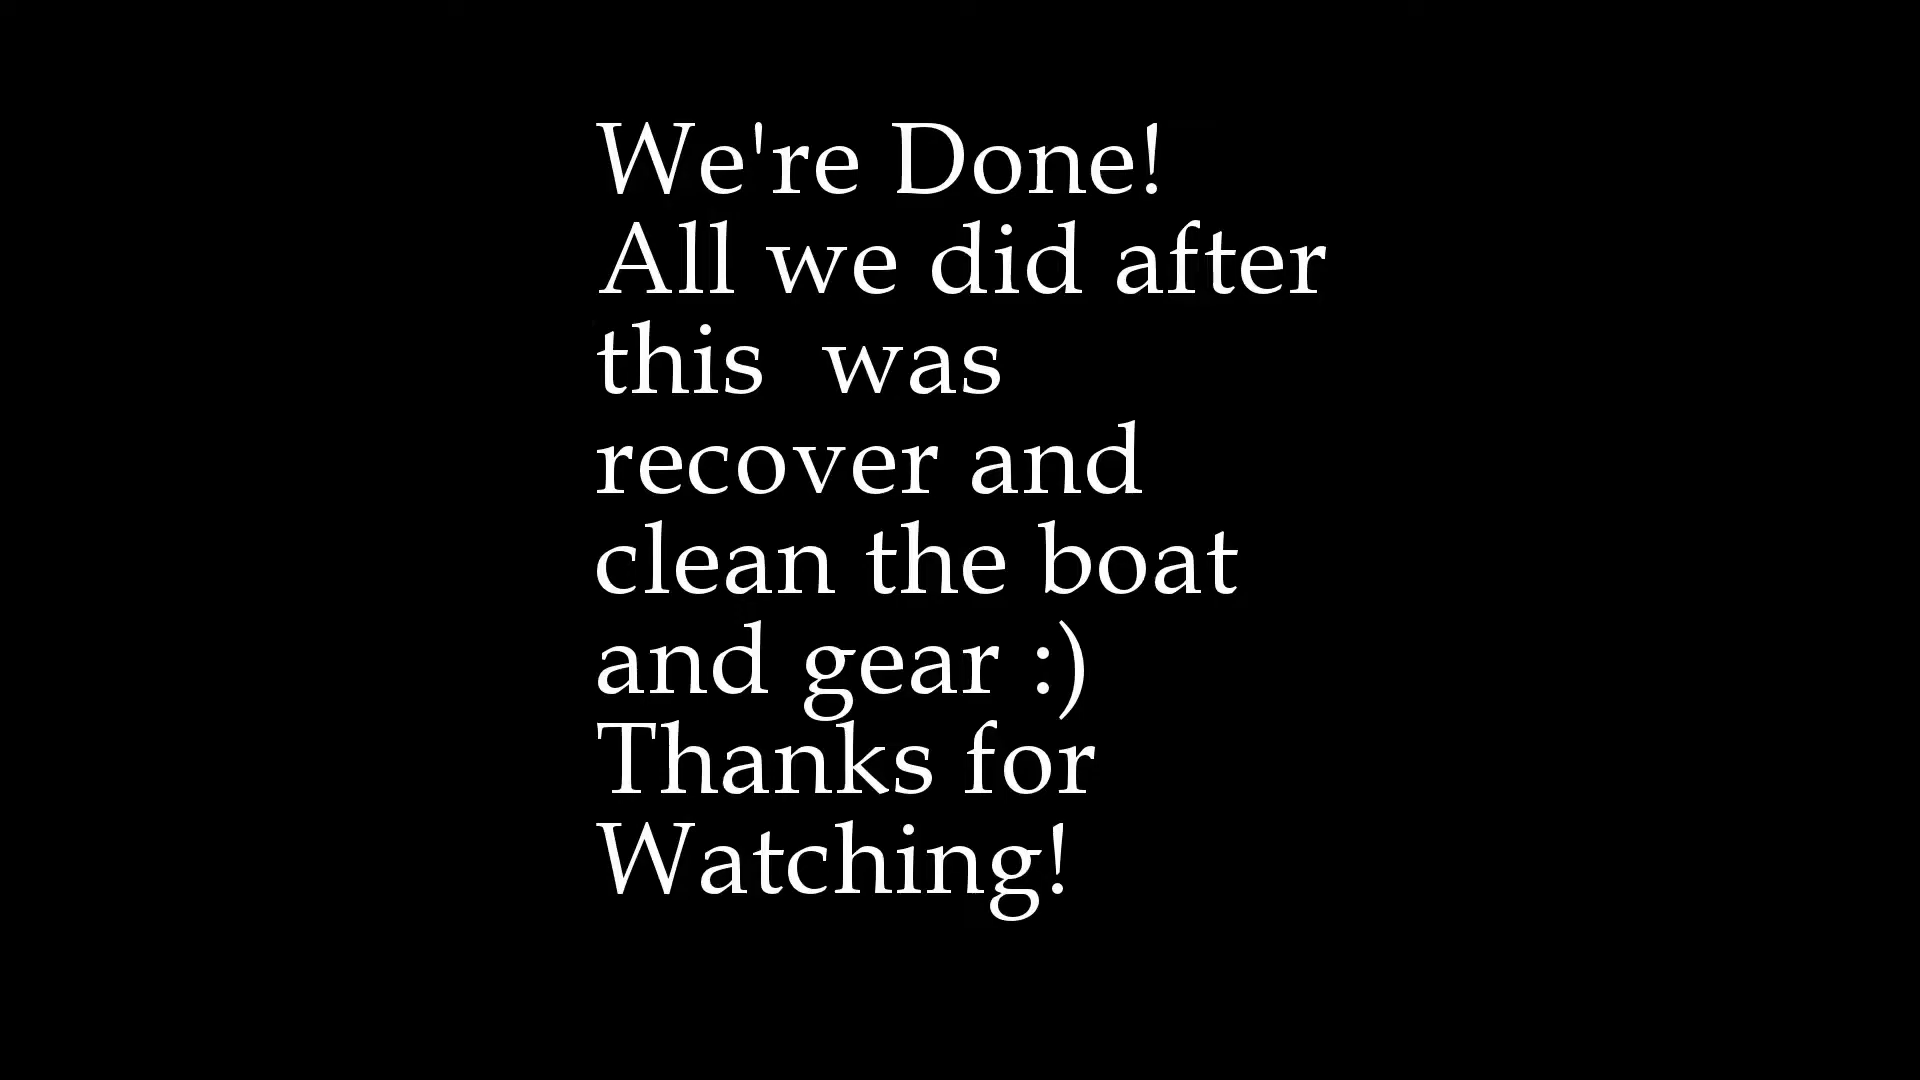 We're Done!
All we did after
this  was
recover and
clean the boat
and gear :)
Thanks for
Watching!